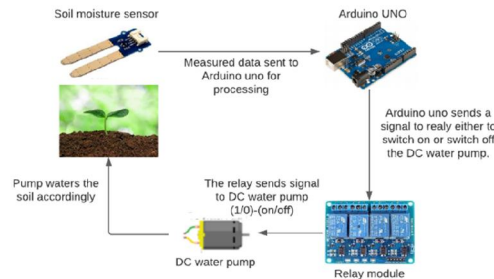 Soil moisture sensor
Arduino UNO
Measured data sent to
Arduino uno for
processing
Arduino uno sends a
signal to realy either to
switch on or switch off
the DC water pump.
Pump waters the
soil accordingly
The relay sends signal
to DC water pump
(1/0)-(on/off)
DC water pump
Relay module